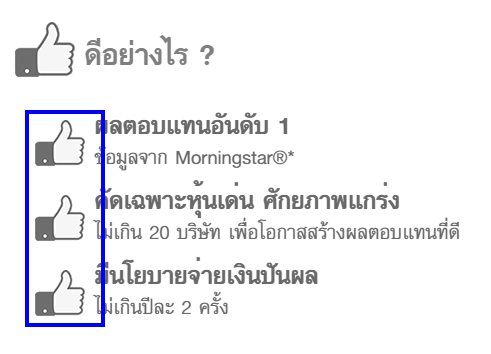 ดีอย่างไร ?
ผลตอบแทนอันดับ 1
ข้อมูลจาก Morningstar®*
คัดเฉพาะหุ้นเด่น ศักยภาพแกร่ง
ไม่เกิน 20 บริษัท เพื่อโอกาสสร้างผลตอบแทนที่ดี
มีนโยบายจ่ายเงินปันผล
ไม่เกินปีละ 2 ครั้ง